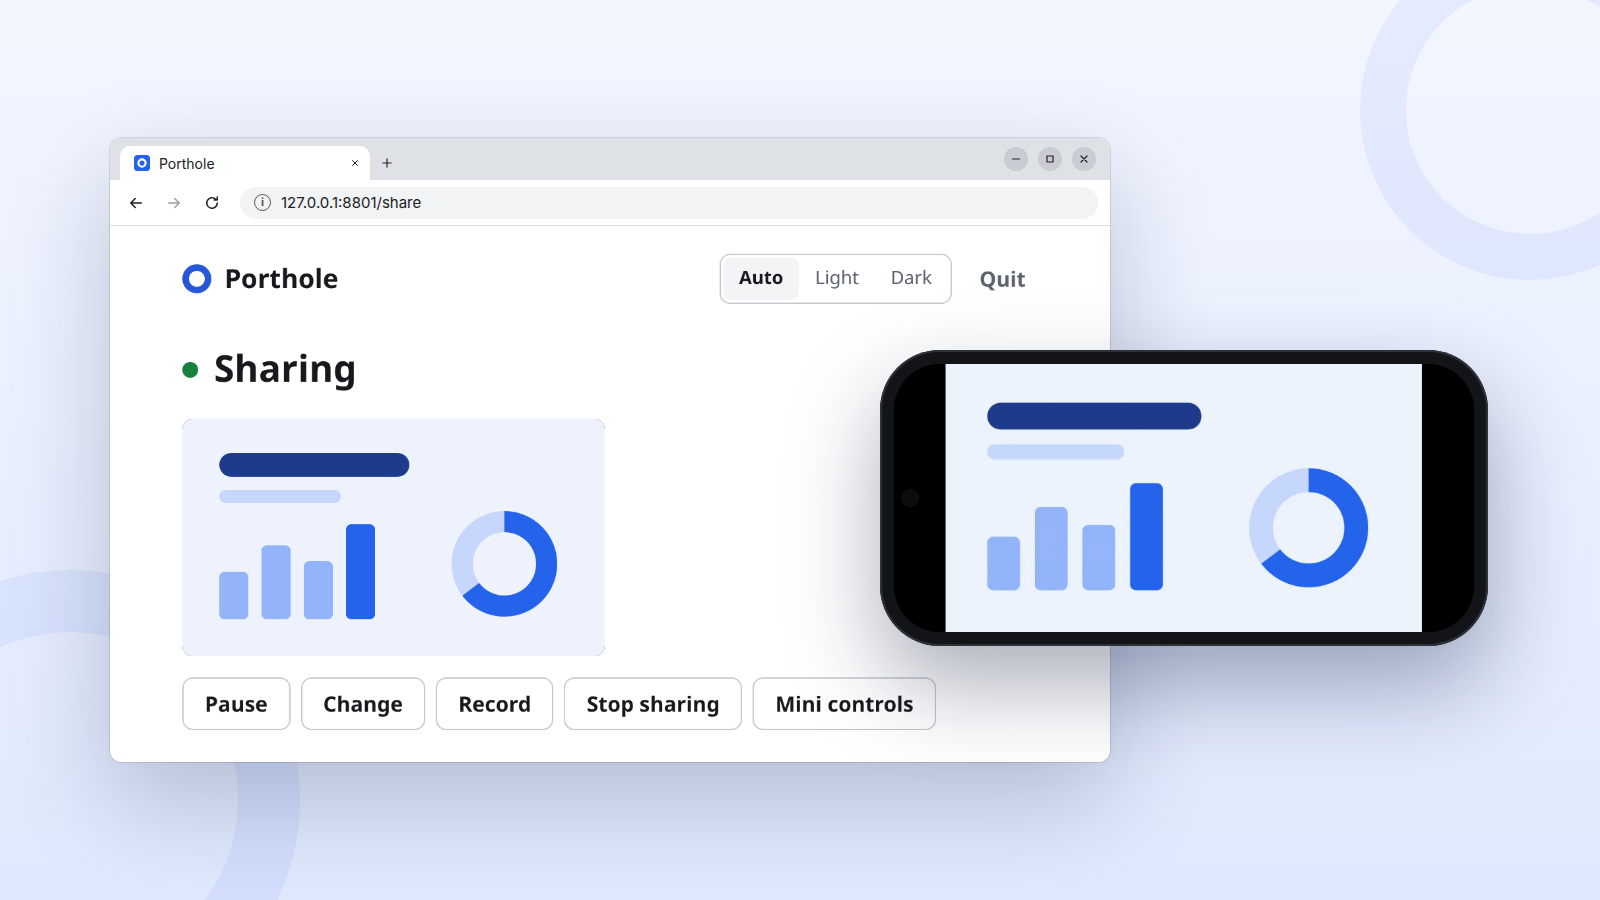 Porthole
127.0.0.1:8801/share
Porthole
Auto Light Dark Quit
Sharing
Pause Change Record Stop sharing Mini controls